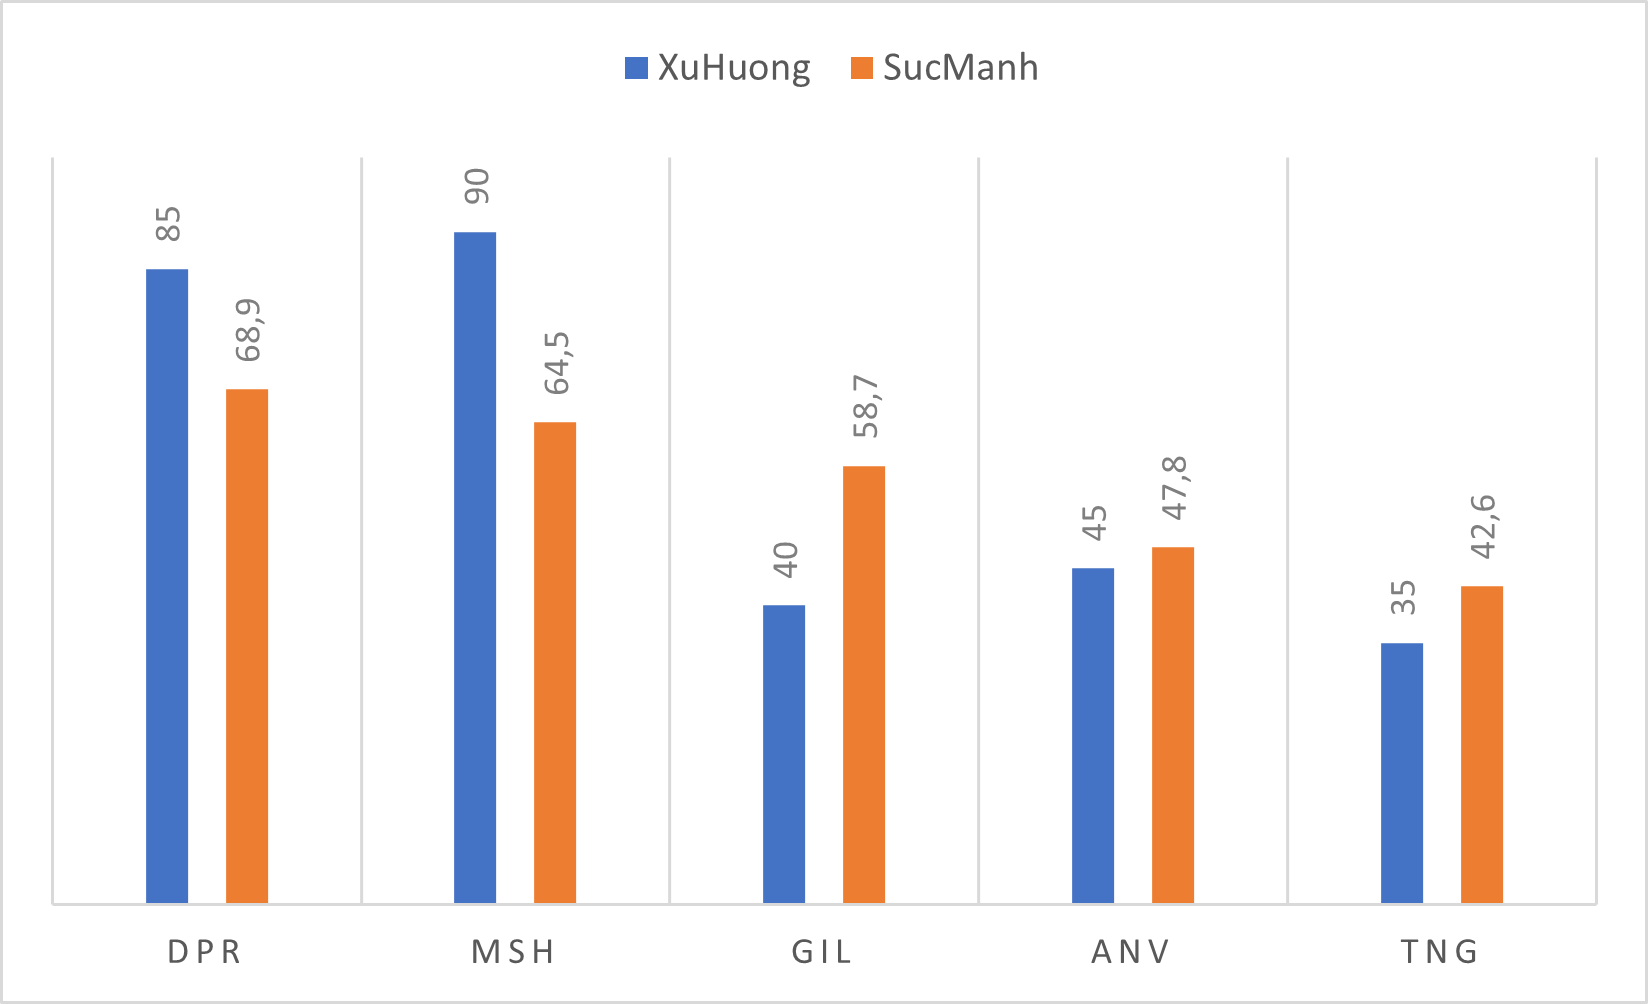 XuHuong SucManh
85 68,9 90 64,5 40 58,7 45 47,8 35 42,6
DPR MSH GIL ANV TNG